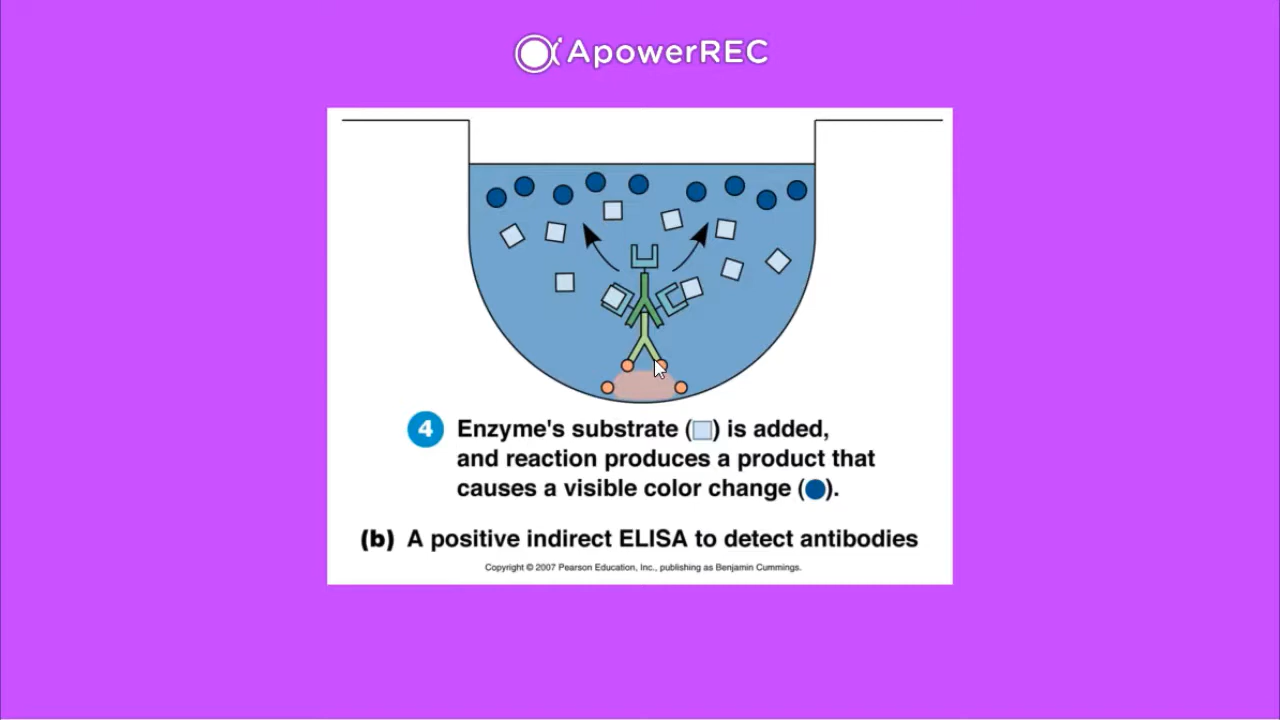 ApowerREC
4 Enzyme's substrate ( ) is added,
and reaction produces a product that
causes a visible color change ( ).
(b) A positive indirect ELISA to detect antibodies
Copyright © 2007 Pearson Education, Inc., publishing as Benjamin Cummings.